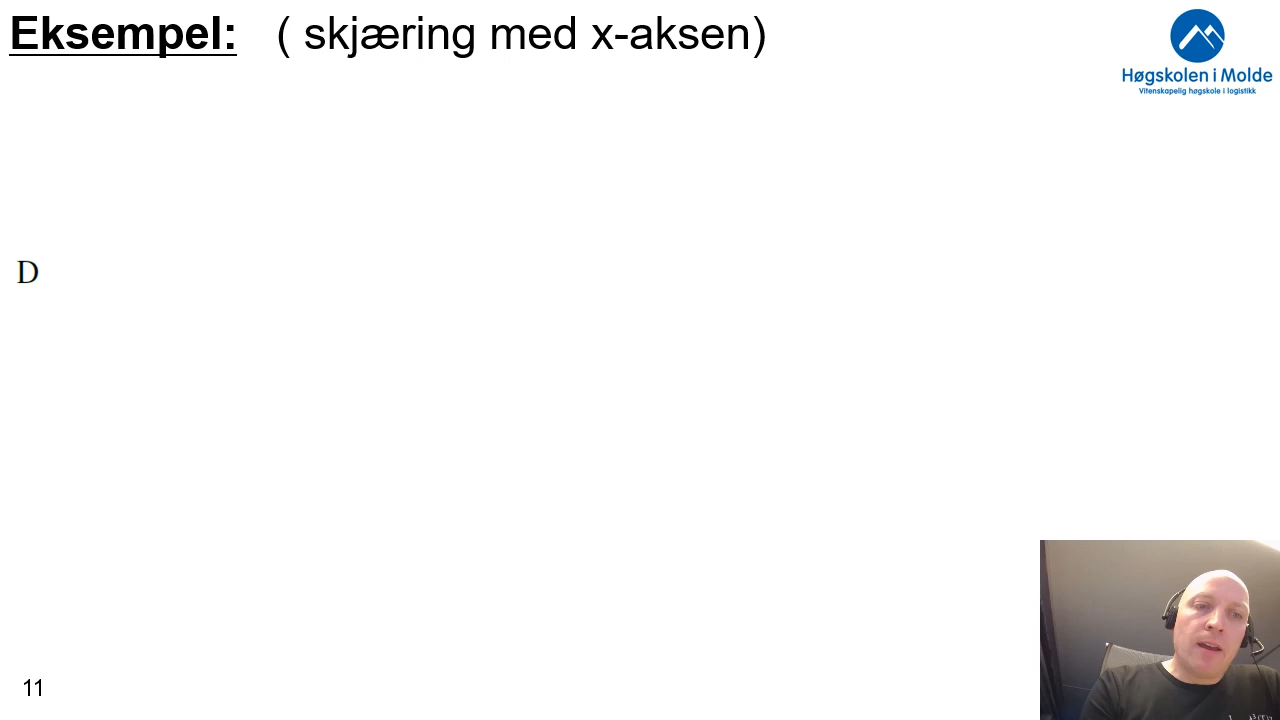 Eksempel: ( skjæring med x-aksen)
Høgskolen i Molde
Vitenskapelig høgskole i logistikk
D
11